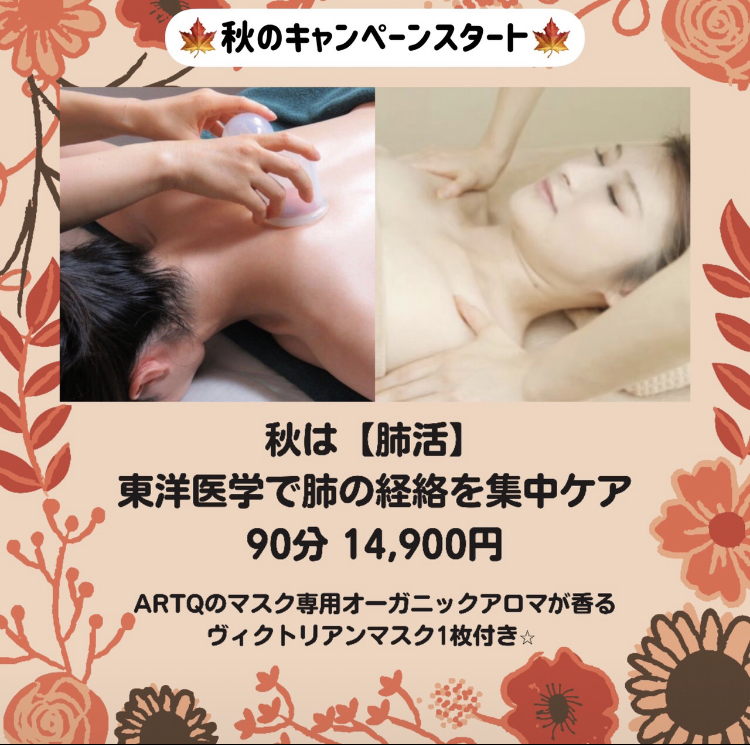 🍁秋のキャンペーンスタート🍁
秋は【肺活】
東洋医学で肺の経絡を集中ケア
90分 14,900円
ARTQのマスク専用オーガニックアロマが香る
ヴィクトリアンマスク1枚付き☆